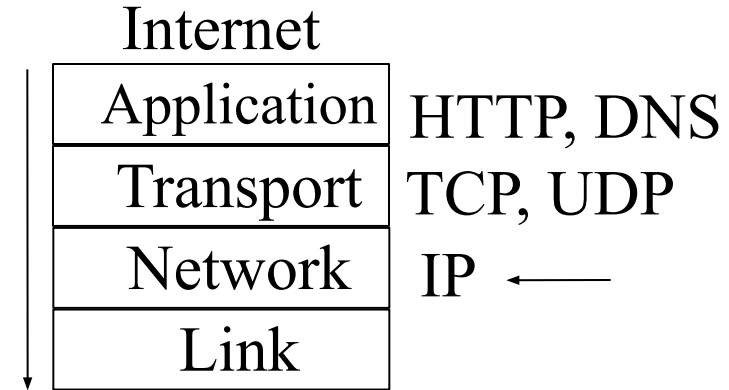 Internet
Application HTTP, DNS
Transport TCP, UDP
Network IP
Link